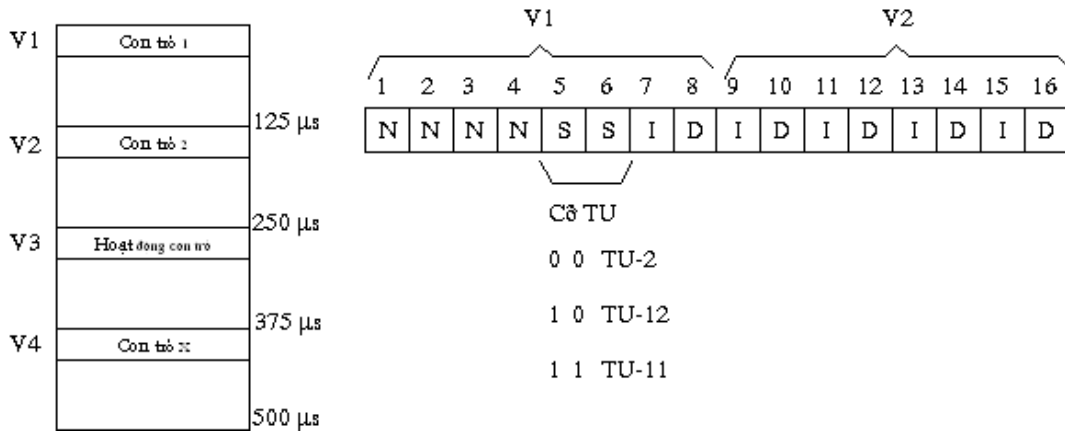 V1
Con trỏ 1
125 µs
V2
Con trỏ 2
250 µs
V3
Hoạt đong con trỏ
375 µs
V4
Con trỏ X
500 µs
V1 V2
1 2 3 4 5 6 7 8 9 10 11 12 13 14 15 16
N N N N S S I D I D I D I D I D
Cỡ TU
0 0 TU-2
1 0 TU-12
1 1 TU-11